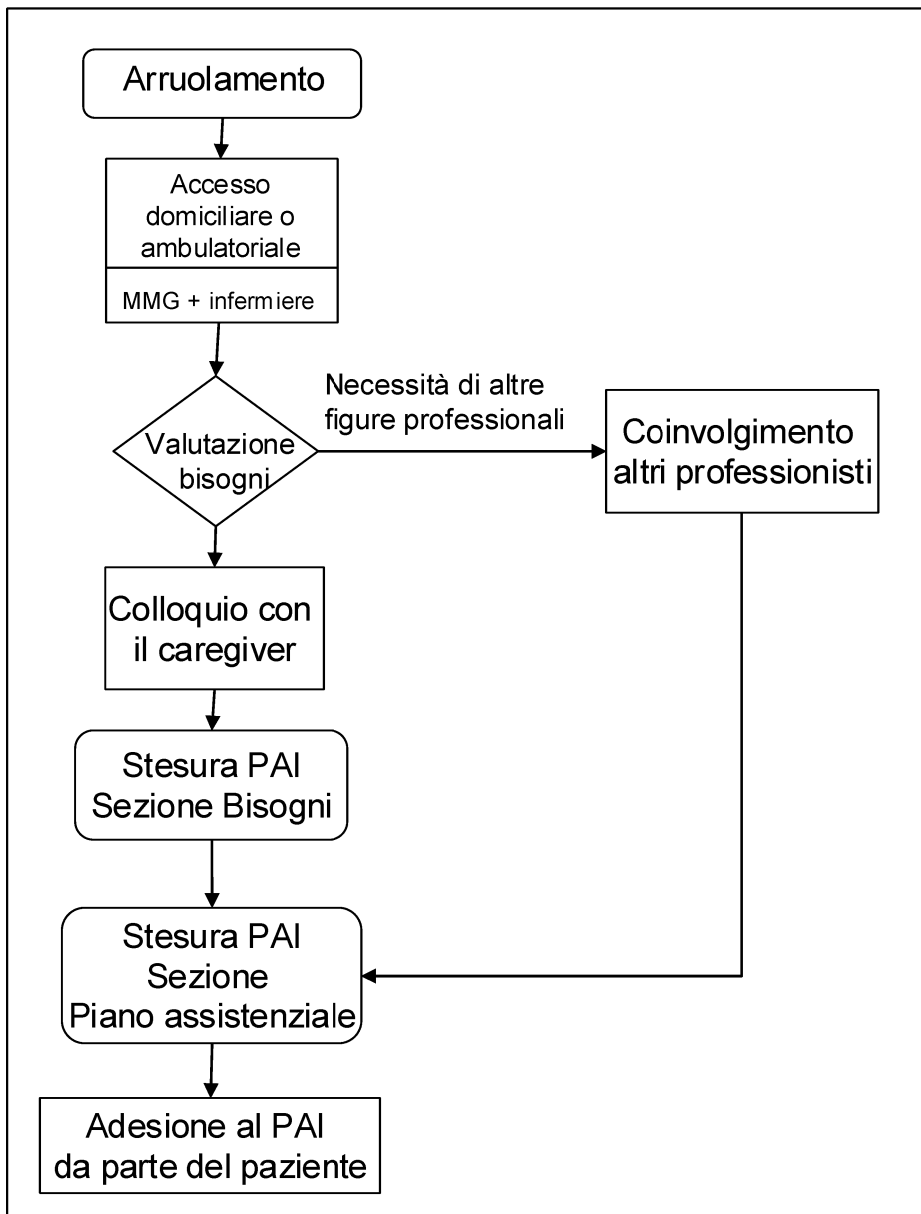 Arruolamento
Accesso
domiciliare o
ambulatoriale
MMG + infermiere
Necessità di altre
figure professionali
Valutazione
bisogni
Coinvolgimento
altri professionisti
Colloquio con
il caregiver
Stesura PAI
Sezione Bisogni
Stesura PAI
Sezione
Piano assistenziale
Adesione al PAI
da parte del paziente